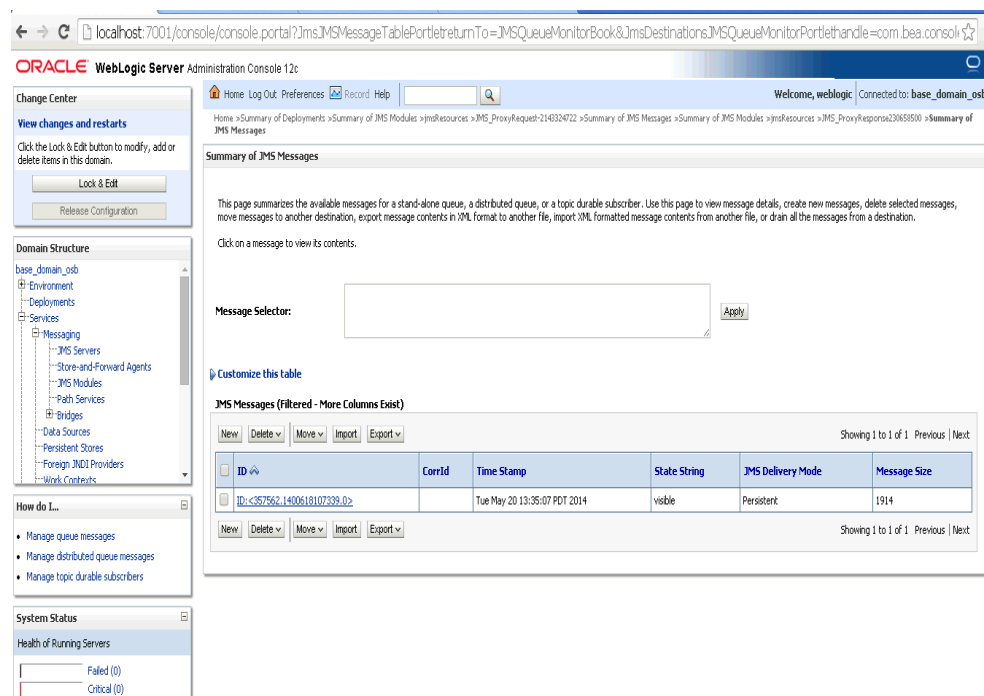 localhost:7001/console/console.portal?JmsJMSMessageTablePortletreturnTo=JMSQueueMonitorBook&JmsDestinationsJMSQueueMonitorPortlethandle=com.bea.console
ORACLE WebLogic Server Administration Console 12c
Change Center
View changes and restarts
Click the Lock & Edit button to modify, add or
delete items in this domain.
Lock & Edit
Release Configuration
Domain Structure
base_domain_osb
Environment
Deployments
Services
Messaging
JMS Servers
Store-and-Forward Agents
JMS Modules
Path Services
Bridges
Data Sources
Persistent Stores
Foreign JNDI Providers
Work Contexts
How do I...
Manage queue messages
Manage distributed queue messages
Manage topic durable subscribers
System Status
Health of Running Servers
Failed (0)
Critical (0)
Home Log Out Preferences Record Help
Welcome, weblogic Connected to: base_domain_osb
Home >Summary of Deployments >Summary of JMS Modules >jmsResources >JMS_ProxyRequest-2143324722 >Summary of JMS Messages >Summary of JMS Modules >jmsResources >JMS_ProxyResponse230658500 >Summary of
JMS Messages
Summary of JMS Messages
This page summarizes the available messages for a stand-alone queue, a distributed queue, or a topic durable subscriber. Use this page to view message details, create new messages, delete selected messages,
move messages to another destination, export message contents in XML format to another file, import XML formatted message contents from another file, or drain all the messages from a destination.
Click on a message to view its contents.
Message Selector:
Apply
Customize this table
JMS Messages (Filtered - More Columns Exist)
New Delete Move Import Export Showing 1 to 1 of 1 Previous | Next
ID CorrId Time Stamp State String JMS Delivery Mode Message Size
ID:<357562.1400618107339.0> Tue May 20 13:35:07 PDT 2014 visible Persistent 1914
New Delete Move Import Export Showing 1 to 1 of 1 Previous | Next